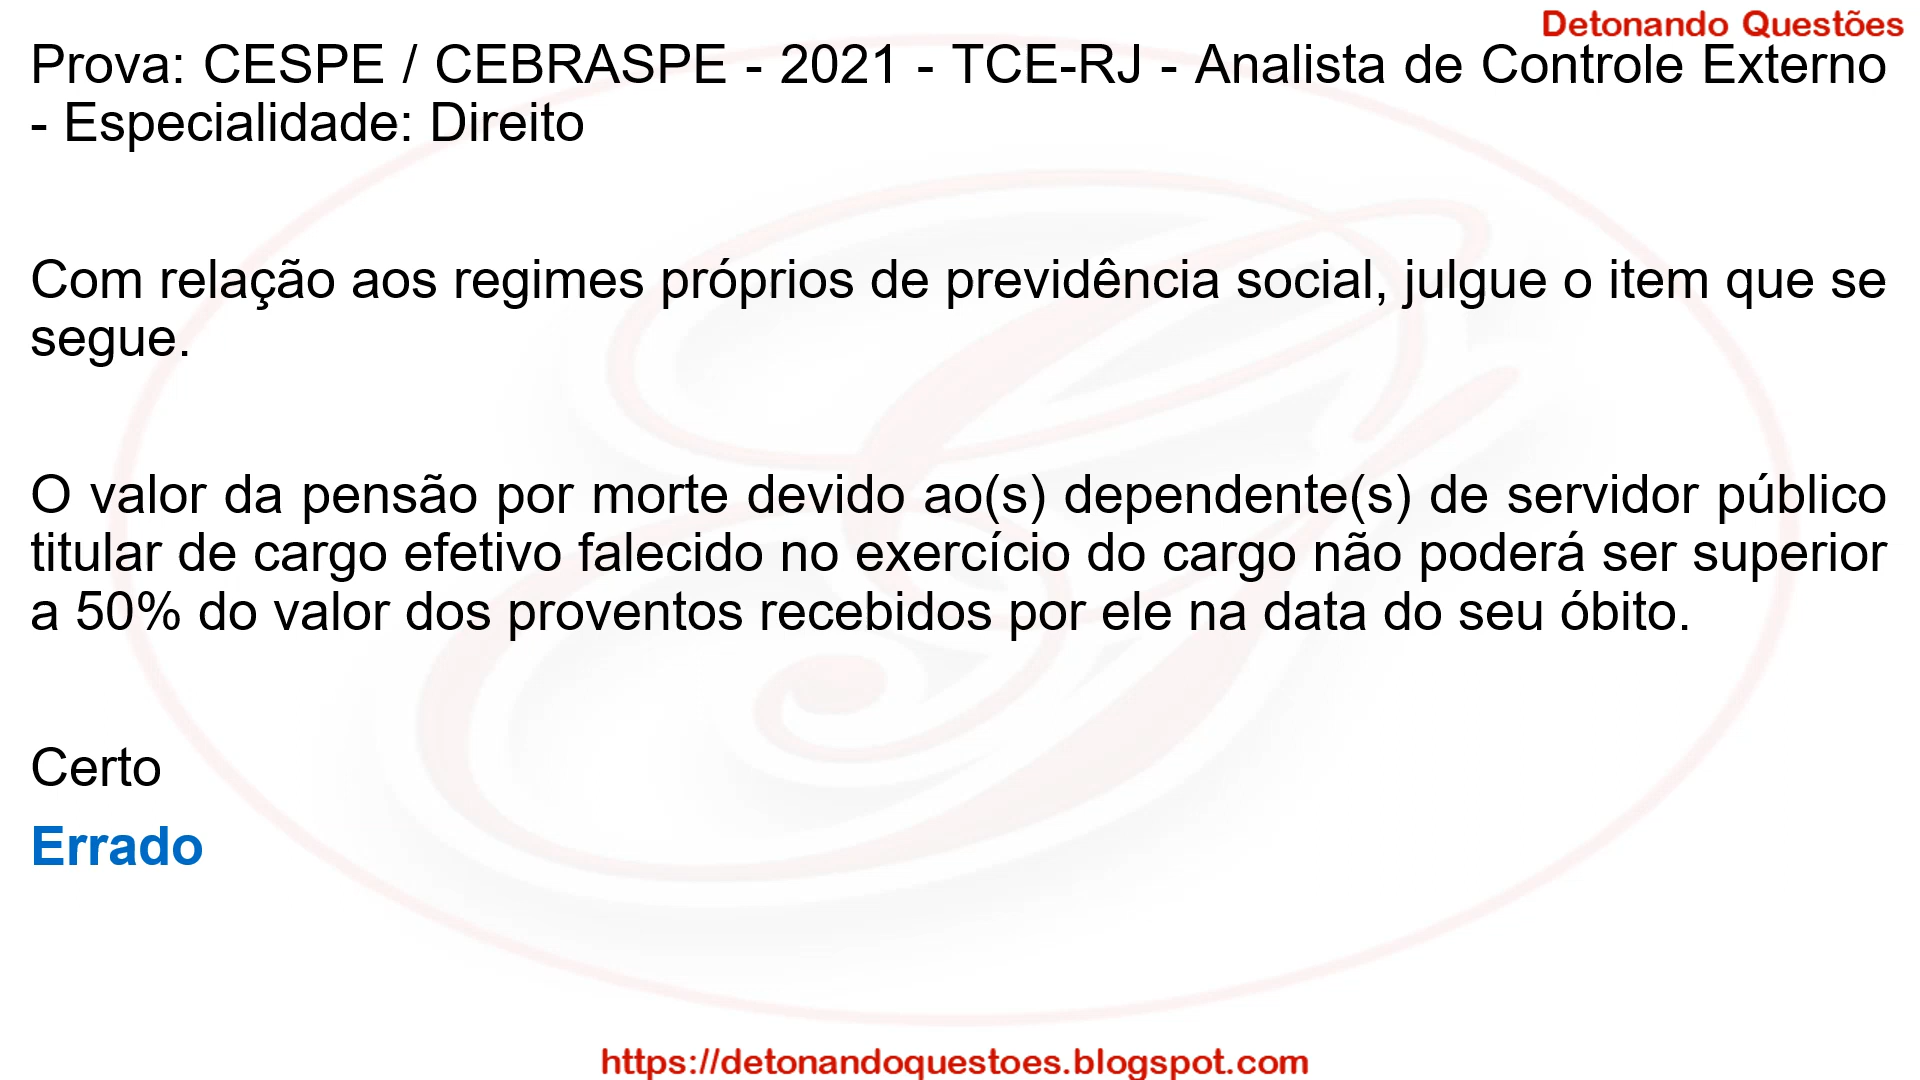 Detonando Questões
Prova: CESPE / CEBRASPE - 2021 - TCE-RJ - Analista de Controle Externo
- Especialidade: Direito
Com relação aos regimes próprios de previdência social, julgue o item que se
segue.
O valor da pensão por morte devido ao(s) dependente(s) de servidor público
titular de cargo efetivo falecido no exercício do cargo não poderá ser superior
a 50% do valor dos proventos recebidos por ele na data do seu óbito.
Certo
Errado
https://detonandoquestoes.blogspot.com